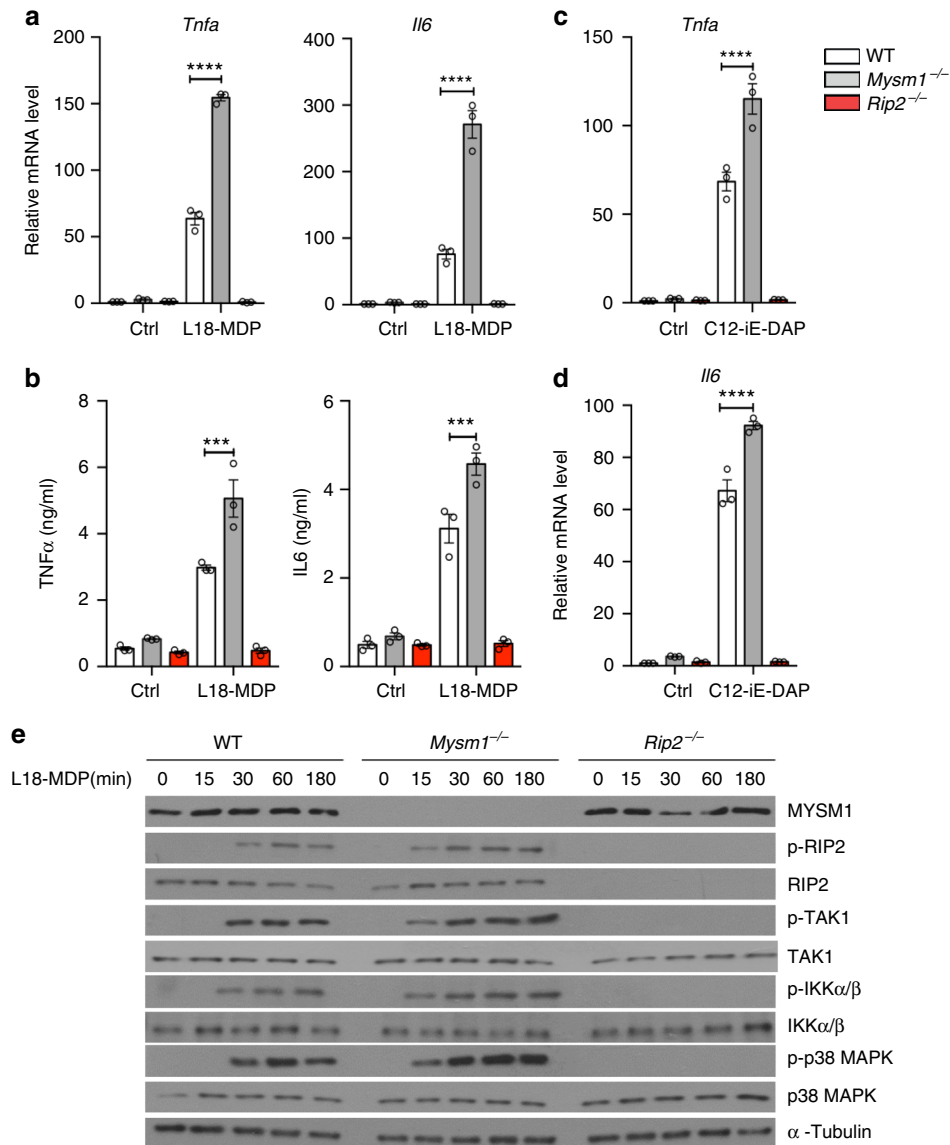 a
Tnfa
Relative mRNA level
200
150
100
50
0
****
Ctrl L18-MDP
Il6
400
300
200
100
0
****
Ctrl L18-MDP
c
Tnfa
150
100
50
0
****
Ctrl C12-iE-DAP
WT
Mysm1–/–
Rip2–/–
b
TNFα (ng/ml)
8
6
4
2
0
***
Ctrl L18-MDP
IL6 (ng/ml)
6
4
2
0
***
Ctrl L18-MDP
d
Il6
Relative mRNA level
100
80
60
40
20
0
****
Ctrl C12-iE-DAP
e
WT Mysm1–/– Rip2–/–
L18-MDP(min) 0 15 30 60 180 0 15 30 60 180 0 15 30 60 180
MYSM1
p-RIP2
RIP2
p-TAK1
TAK1
p-IKKα/β
IKKα/β
p-p38 MAPK
p38 MAPK
α -Tubulin